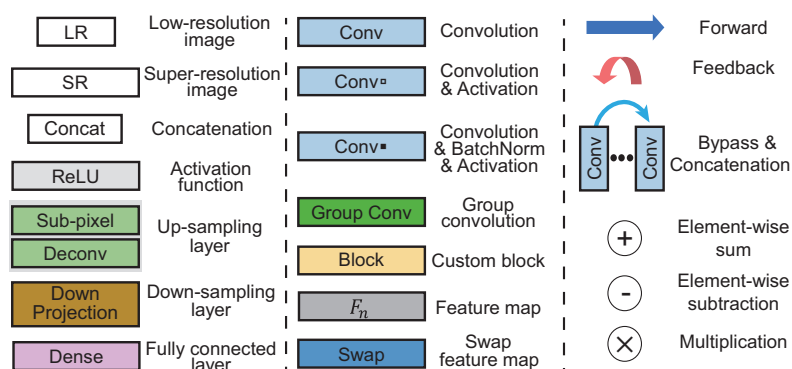 LR
Low-resolution
image
SR
Super-resolution
image
Concat
Concatenation
ReLU
Activation
function
Sub-pixel
Deconv
Up-sampling
layer
Down
Projection
Down-sampling
layer
Dense
Fully connected
layer
Conv
Convolution
Conv▫
Convolution
& Activation
Conv▪
Convolution
& BatchNorm
& Activation
Group Conv
Group
convolution
Block
Custom block
Fₙ
Feature map
Swap
Swap
feature map
Forward
Feedback
Conv
•••
Conv
Bypass &
Concatenation
+
Element-wise
sum
-
Element-wise
subtraction
×
Multiplication